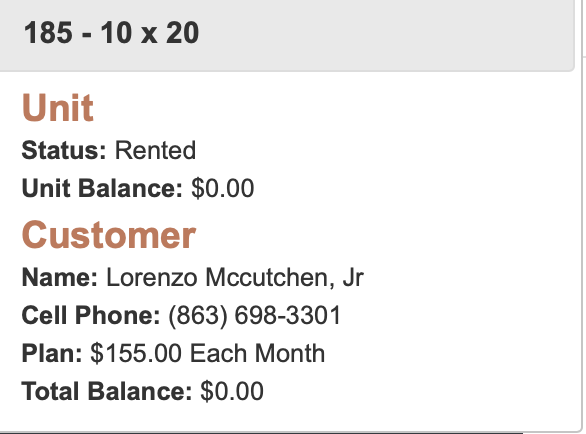 185 - 10 x 20
Unit
Status: Rented
Unit Balance: $0.00
Customer
Name: Lorenzo Mccutchen, Jr
Cell Phone: (863) 698-3301
Plan: $155.00 Each Month
Total Balance: $0.00